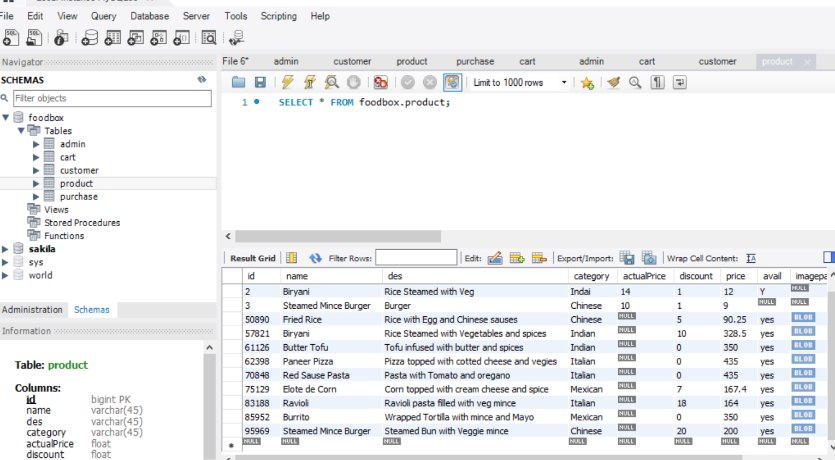 File Edit View Query Database Server Tools Scripting Help
Navigator
SCHEMAS
Filter objects
foodbox
Tables
admin
cart
customer
product
purchase
Views
Stored Procedures
Functions
sakila
sys
world
Administration Schemas
Information
Table: product
Columns:
id bigint PK
name varchar(45)
des varchar(45)
category varchar(45)
actualPrice float
discount float
File 6* admin customer product purchase cart admin cart customer product
Limit to 1000 rows
1 SELECT * FROM foodbox.product;
Result Grid Filter Rows: Edit: Export/Import: Wrap Cell Content:
id name des category actualPrice discount price avail imagepa
2 Biryani Rice Steamed with Veg Indai 14 1 12 Y NULL
3 Steamed Mince Burger Burger Chinese 10 1 9 NULL NULL
50890 Fried Rice Rice with Egg and Chinese sauses Chinese NULL 5 90.25 yes BLOB
57821 Biryani Rice Steamed with Vegetables and spices Indian NULL 10 328.5 yes BLOB
61126 Butter Tofu Tofu infused with butter and spices Indian NULL 0 350 yes BLOB
62398 Paneer Pizza Pizza topped with cotted cheese and vegies Italian NULL 0 435 yes BLOB
70848 Red Sause Pasta Pasta with Tomato and oregano Italian NULL 0 435 yes BLOB
75129 Elote de Corn Corn topped with cream cheese and spice Mexican NULL 7 167.4 yes BLOB
83188 Ravioli Ravioli pasta filled with veg mince Italian NULL 18 164 yes BLOB
85952 Burrito Wrapped Tortilla with mince and Mayo Mexican NULL 0 350 yes BLOB
95969 Steamed Mince Burger Steamed Bun with Veggie mince Chinese NULL 20 200 yes BLOB
NULL NULL NULL NULL NULL NULL NULL NULL NULL